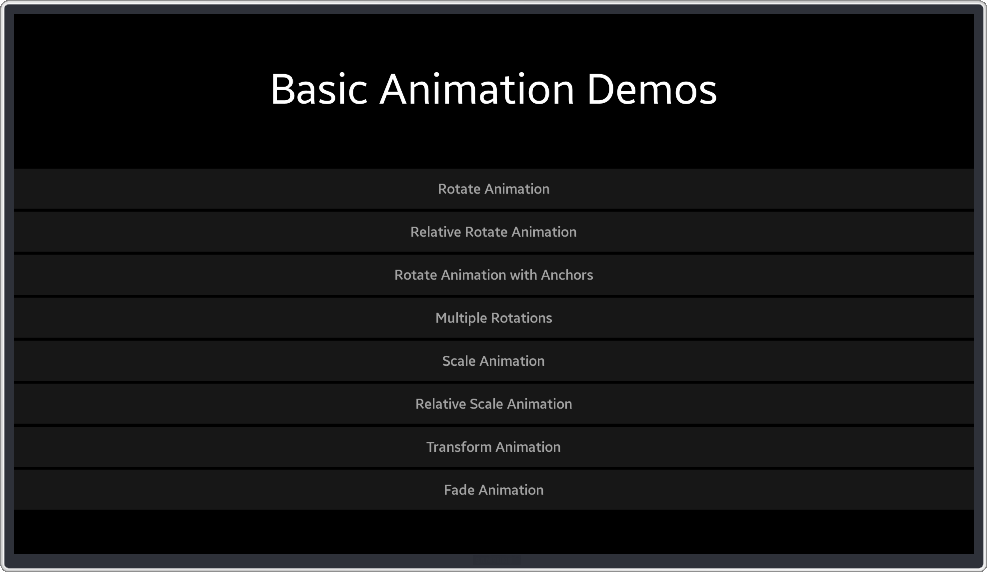 Basic Animation Demos
Rotate Animation
Relative Rotate Animation
Rotate Animation with Anchors
Multiple Rotations
Scale Animation
Relative Scale Animation
Transform Animation
Fade Animation